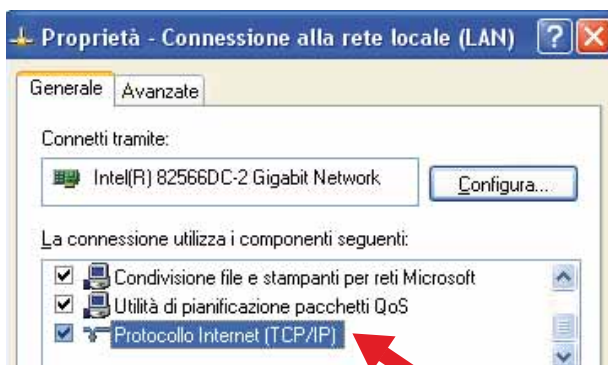 Proprietà - Connessione alla rete locale (LAN)
Generale Avanzate
Connetti tramite:
Intel(R) 82566DC-2 Gigabit Network Configura...
La connessione utilizza i componenti seguenti:
Condivisione file e stampanti per reti Microsoft
Utilità di pianificazione pacchetti QoS
Protocollo Internet (TCP/IP)